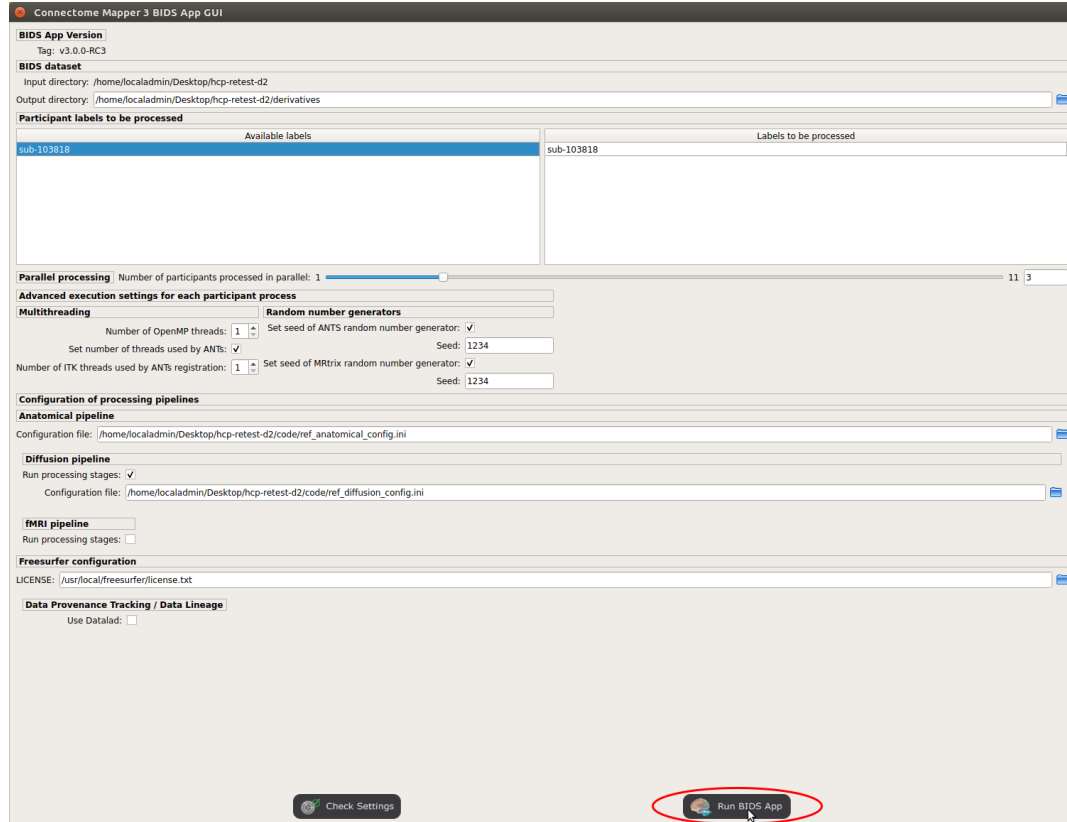 Connectome Mapper 3 BIDS App GUI
BIDS App Version
Tag: v3.0.0-RC3
BIDS dataset
Input directory: /home/localadmin/Desktop/hcp-retest-d2
Output directory: /home/localadmin/Desktop/hcp-retest-d2/derivatives
Participant labels to be processed
Available labels Labels to be processed
sub-103818 sub-103818
Parallel processing Number of participants processed in parallel: 1 11 3
Advanced execution settings for each participant process
Multithreading Random number generators
Number of OpenMP threads: 1 Set seed of ANTS random number generator:
Set number of threads used by ANTs: Seed: 1234
Number of ITK threads used by ANTs registration: 1 Set seed of MRtrix random number generator:
Seed: 1234
Configuration of processing pipelines
Anatomical pipeline
Configuration file: /home/localadmin/Desktop/hcp-retest-d2/code/ref_anatomical_config.ini
Diffusion pipeline
Run processing stages:
Configuration file: /home/localadmin/Desktop/hcp-retest-d2/code/ref_diffusion_config.ini
fMRI pipeline
Run processing stages:
Freesurfer configuration
LICENSE: /usr/local/freesurfer/license.txt
Data Provenance Tracking / Data Lineage
Use Datalad:
Check Settings Run BIDS App